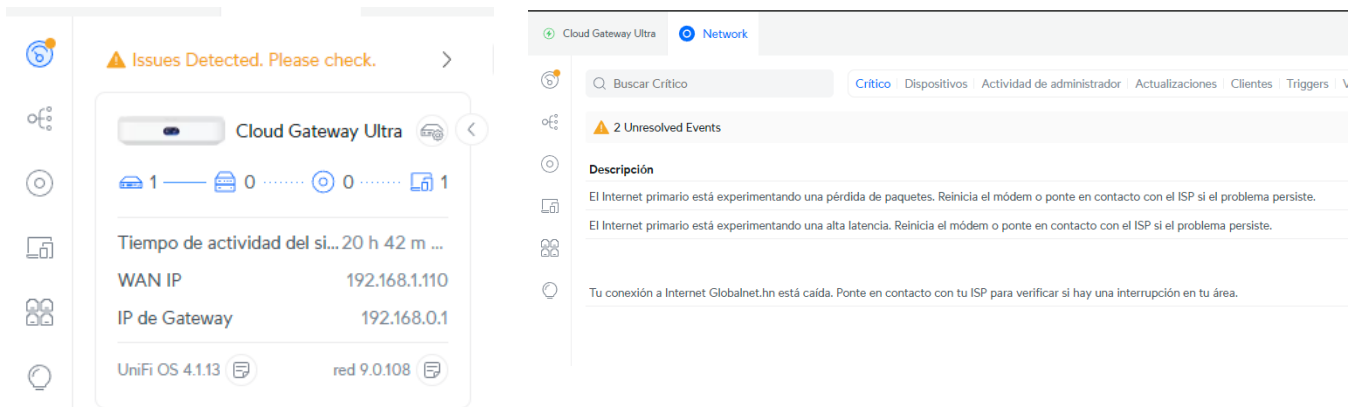 Issues Detected. Please check.
Cloud Gateway Ultra
1 0 0 1
Tiempo de actividad del si... 20 h 42 m ...
WAN IP 192.168.1.110
IP de Gateway 192.168.0.1
UniFi OS 4.1.13 red 9.0.108
Cloud Gateway Ultra Network
Buscar Crítico Crítico Dispositivos Actividad de administrador Actualizaciones Clientes Triggers V
2 Unresolved Events
Descripción
El Internet primario está experimentando una pérdida de paquetes. Reinicia el módem o ponte en contacto con el ISP si el problema persiste.
El Internet primario está experimentando una alta latencia. Reinicia el módem o ponte en contacto con el ISP si el problema persiste.
Tu conexión a Internet Globalnet.hn está caída. Ponte en contacto con tu ISP para verificar si hay una interrupción en tu área.